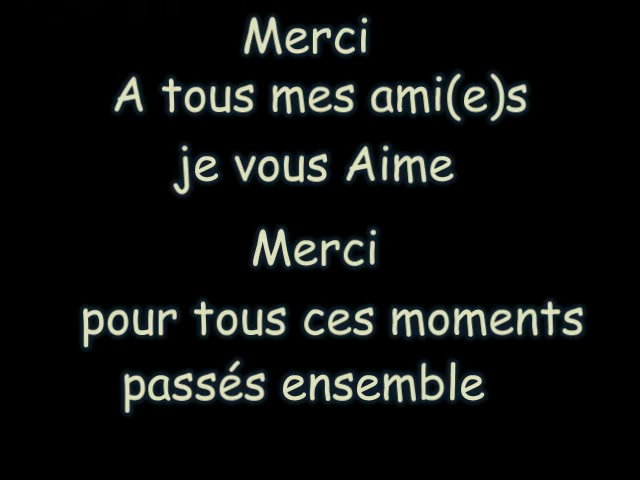 Merci
A tous mes ami(e)s
je vous Aime
Merci
pour tous ces moments
passés ensemble